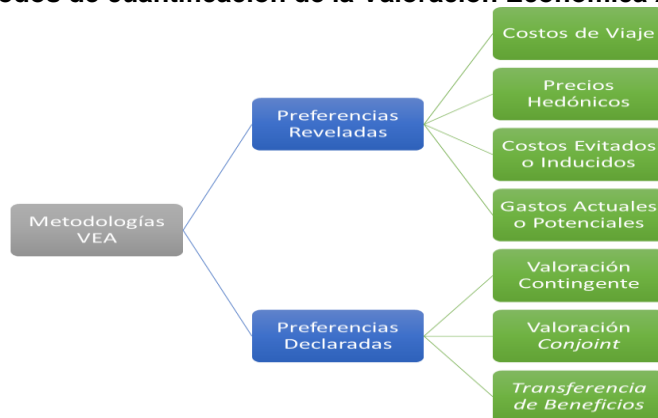 de cuantificación de la Valoración Económica
Costos de Viaje
Precios
Hedónicos
Preferencias
Reveladas
Costos Evitados
o Inducidos
Gastos Actuales
o Potenciales
Metodologías
VEA
Valoración
Contingente
Preferencias
Declaradas
Valoración
Conjoint
Transferencia
de Beneficios